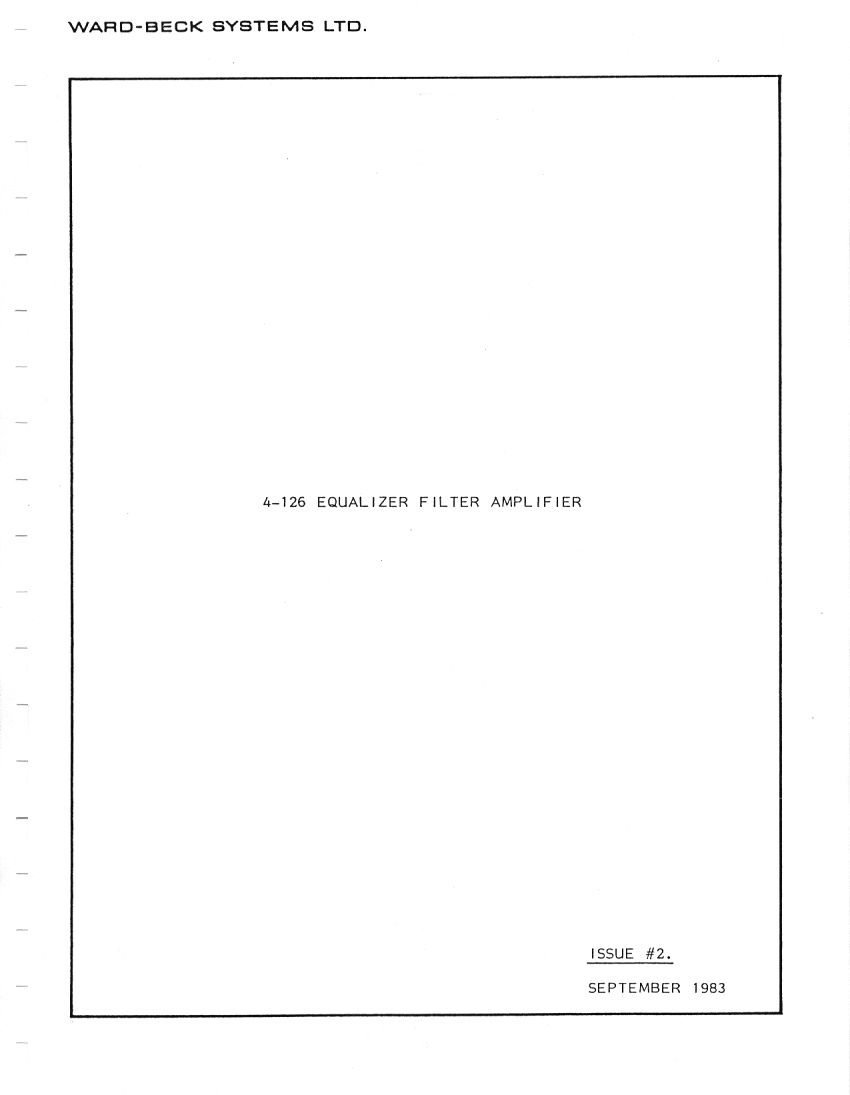 WARD-BECK SYSTEMS LTD.
4-126 EQUALIZER FILTER AMPLIFIER
ISSUE #2.
SEPTEMBER 1983